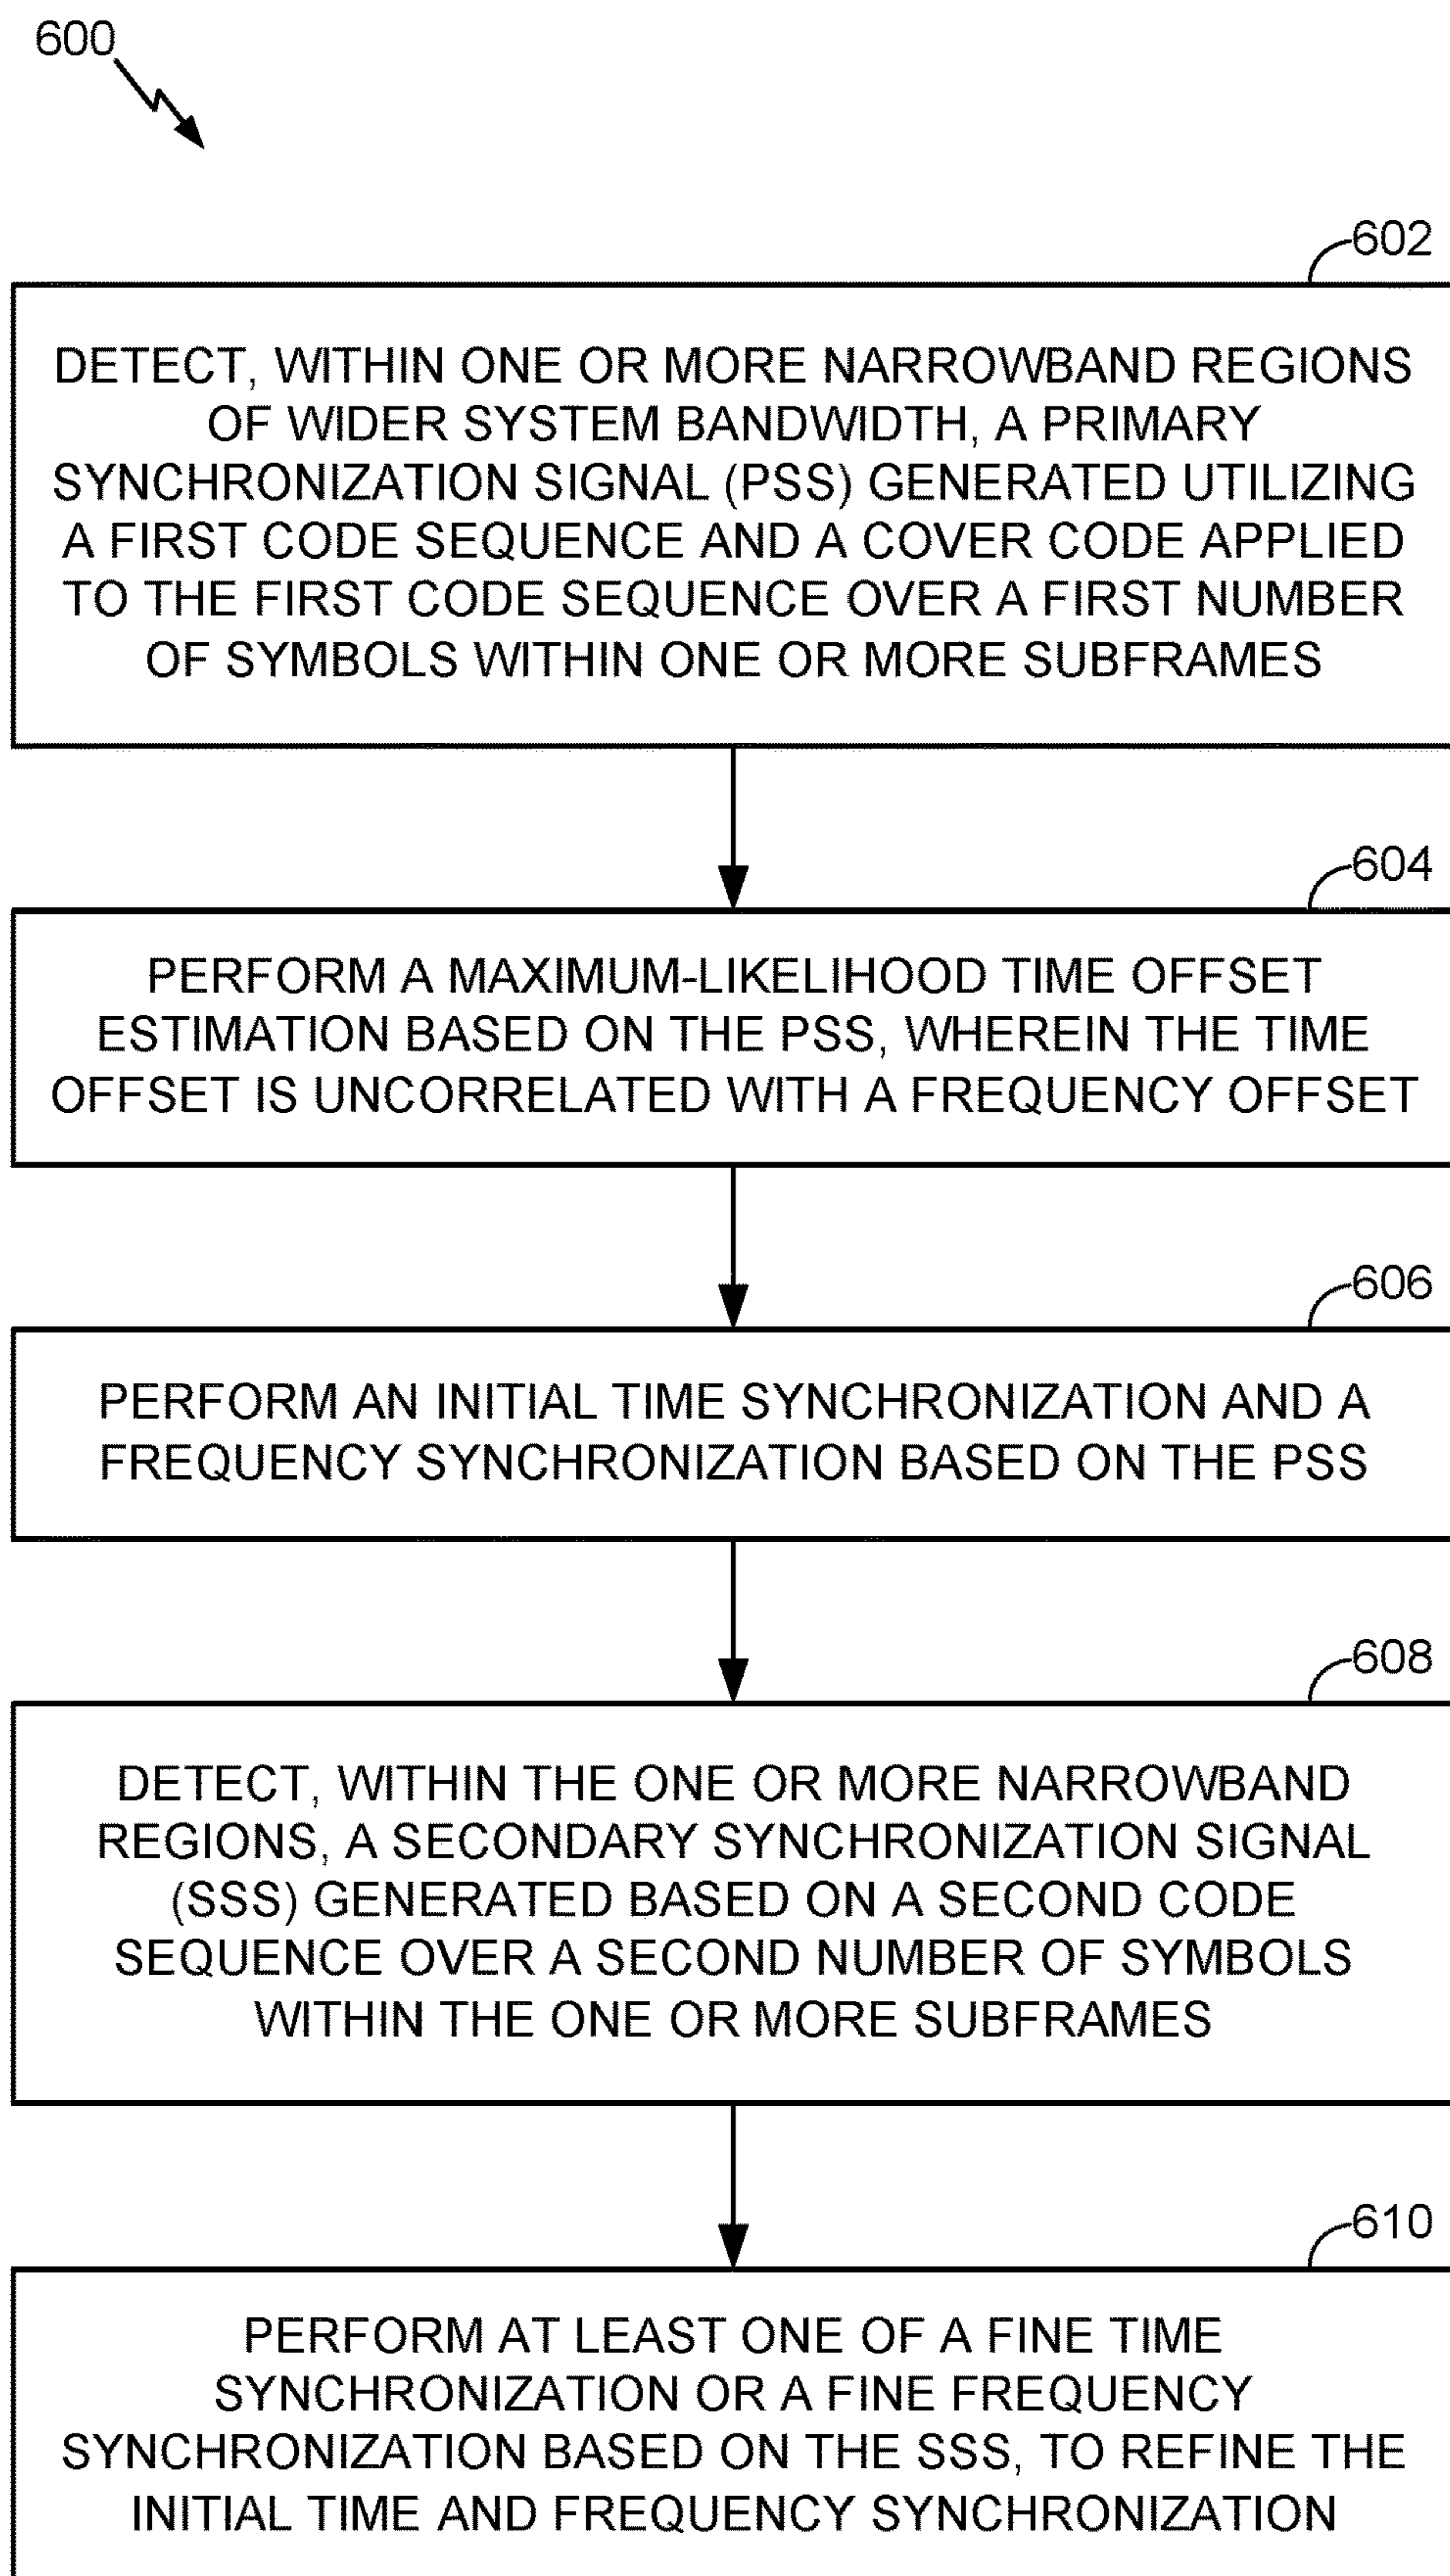 600
602
DETECT, WITHIN ONE OR MORE NARROWBAND REGIONS
OF WIDER SYSTEM BANDWIDTH, A PRIMARY
SYNCHRONIZATION SIGNAL (PSS) GENERATED UTILIZING
A FIRST CODE SEQUENCE AND A COVER CODE APPLIED
TO THE FIRST CODE SEQUENCE OVER A FIRST NUMBER
OF SYMBOLS WITHIN ONE OR MORE SUBFRAMES
604
PERFORM A MAXIMUM-LIKELIHOOD TIME OFFSET
ESTIMATION BASED ON THE PSS, WHEREIN THE TIME
OFFSET IS UNCORRELATED WITH A FREQUENCY OFFSET
606
PERFORM AN INITIAL TIME SYNCHRONIZATION AND A
FREQUENCY SYNCHRONIZATION BASED ON THE PSS
608
DETECT, WITHIN THE ONE OR MORE NARROWBAND
REGIONS, A SECONDARY SYNCHRONIZATION SIGNAL
(SSS) GENERATED BASED ON A SECOND CODE
SEQUENCE OVER A SECOND NUMBER OF SYMBOLS
WITHIN THE ONE OR MORE SUBFRAMES
610
PERFORM AT LEAST ONE OF A FINE TIME
SYNCHRONIZATION OR A FINE FREQUENCY
SYNCHRONIZATION BASED ON THE SSS, TO REFINE THE
INITIAL TIME AND FREQUENCY SYNCHRONIZATION